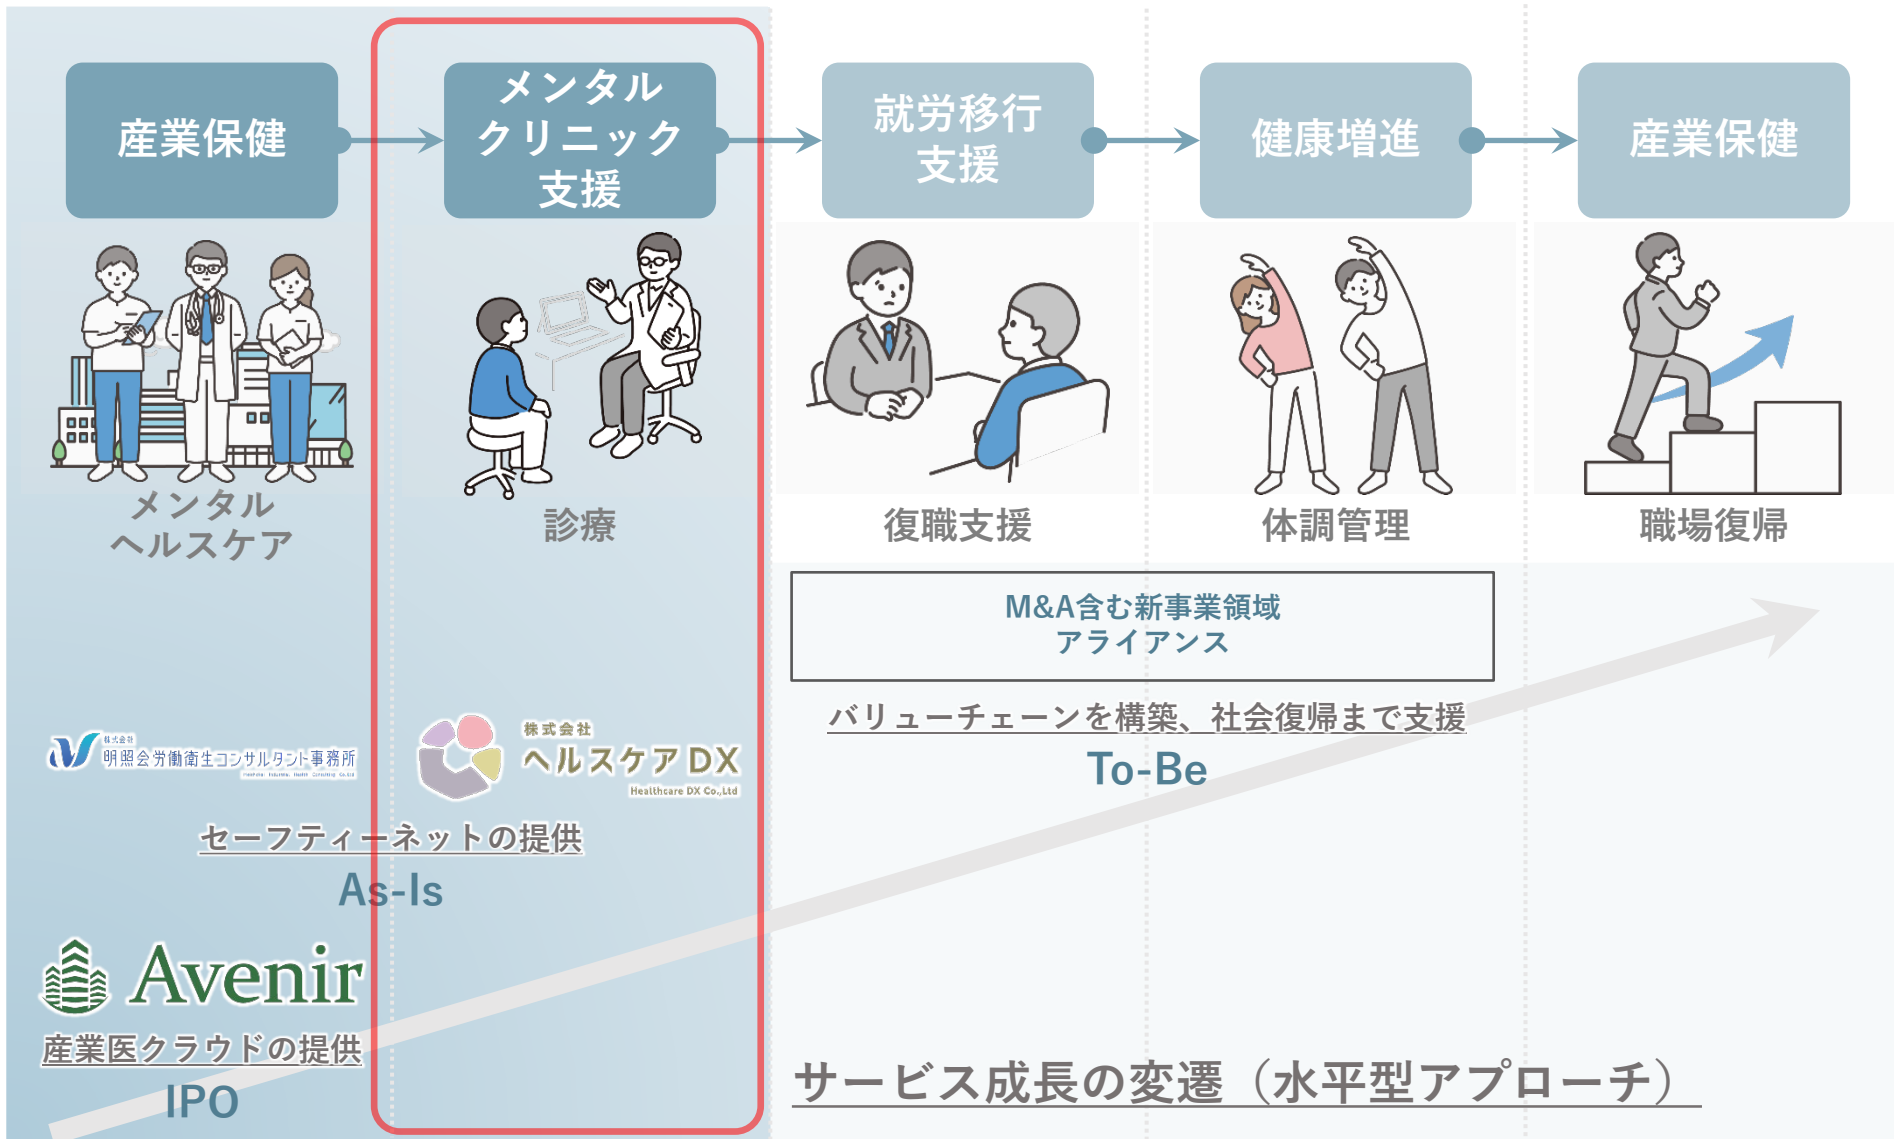 産業保健
メンタル
クリニック
支援
就労移行
支援
健康増進
産業保健
メンタル
ヘルスケア
診療
復職支援
体調管理
職場復帰
M&A含む新事業領域
アライアンス
バリューチェーンを構築、社会復帰まで支援
To-Be
株式会社
明照会労働衛生コンサルタント事務所
株式会社
ヘルスケアDX
Healthcare DX Co.,Ltd
セーフティーネットの提供
As-Is
Avenir
産業医クラウドの提供
IPO
サービス成長の変遷（水平型アプローチ）